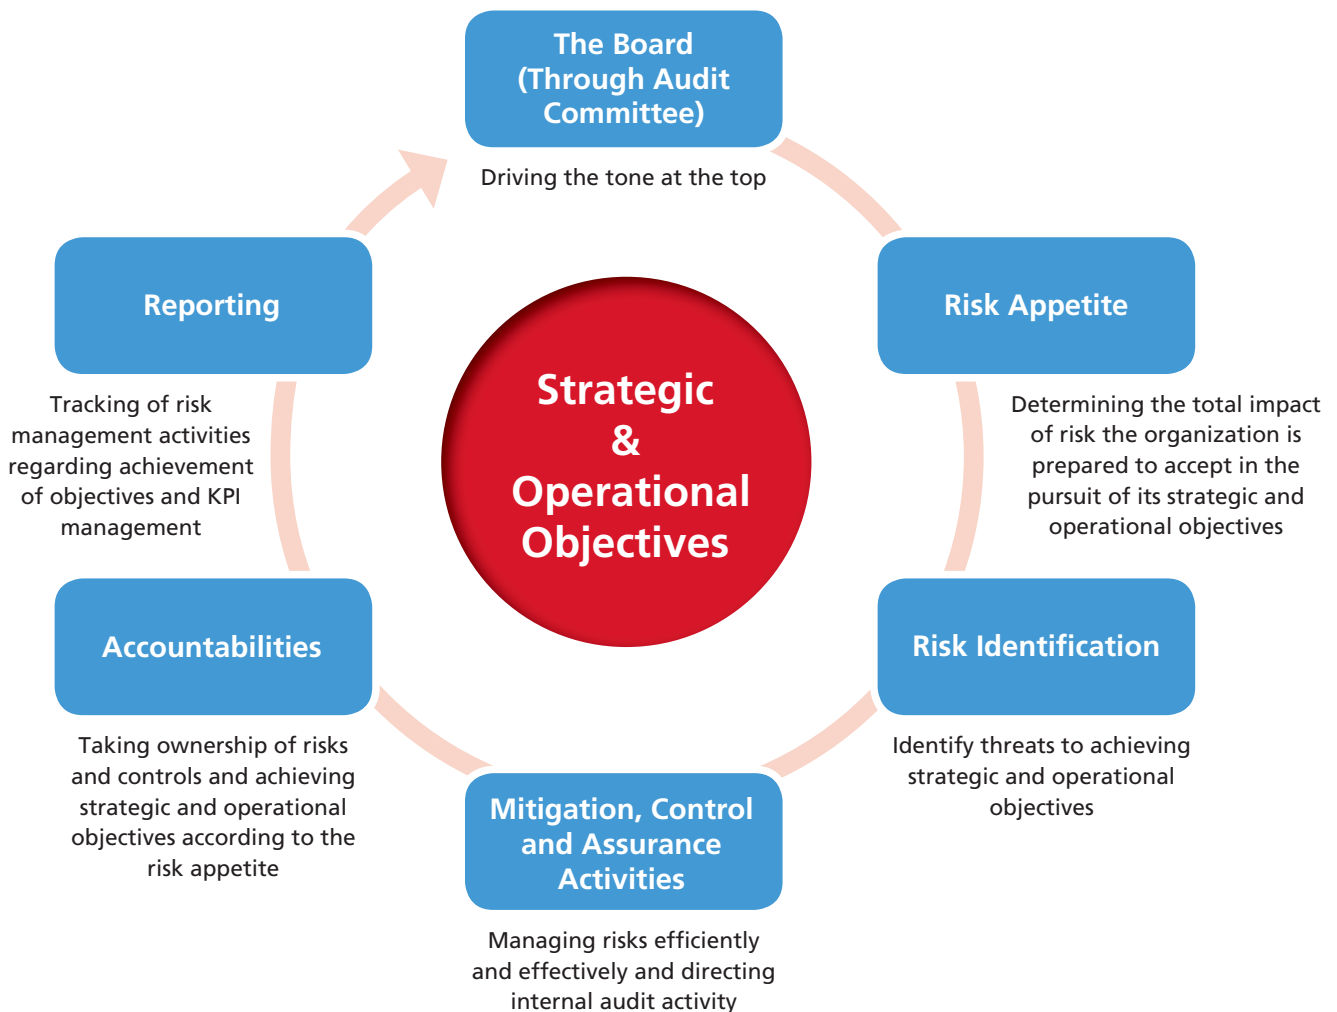 The Board
(Through Audit
Committee)
Driving the tone at the top
Risk Appetite
Determining the total impact
of risk the organization is
prepared to accept in the
pursuit of its strategic and
operational objectives
Risk Identification
Identify threats to achieving
strategic and operational
objectives
Mitigation, Control
and Assurance
Activities
Managing risks efficiently
and effectively and directing
internal audit activity
Accountabilities
Taking ownership of risks
and controls and achieving
strategic and operational
objectives according to the
risk appetite
Reporting
Tracking of risk
management activities
regarding achievement
of objectives and KPI
management
Strategic
&
Operational
Objectives